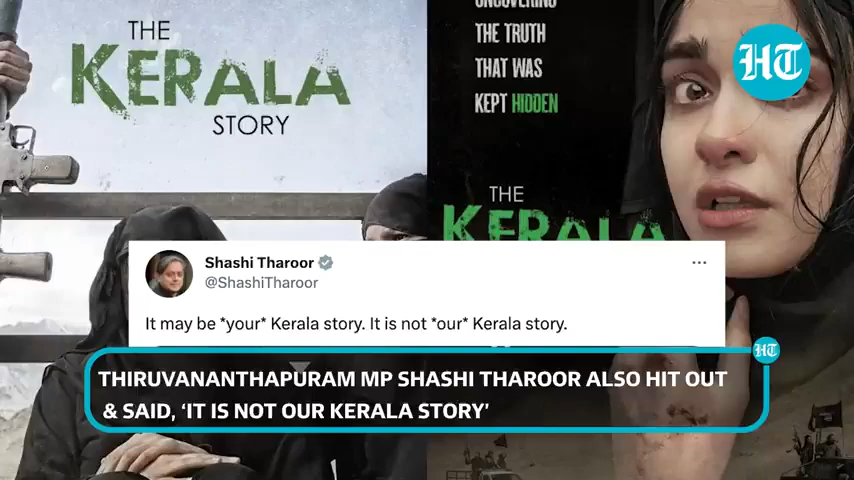 THE
KERALA
STORY
UNCOVERING
THE TRUTH
THAT WAS
KEPT HIDDEN
HT
THE
KERALA
Shashi Tharoor
@ShashiTharoor
It may be *your* Kerala story. It is not *our* Kerala story.
HT
THIRUVANANTHAPURAM MP SHASHI THAROOR ALSO HIT OUT
& SAID, ‘IT IS NOT OUR KERALA STORY’